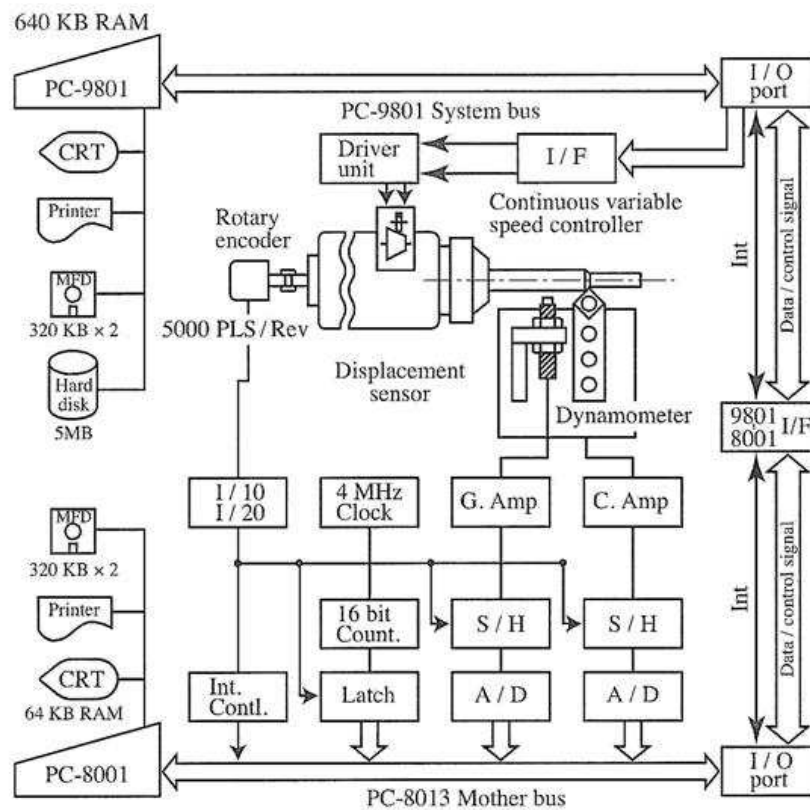 640 KB RAM
PC-9801
I / O
port
PC-9801 System bus
CRT
Driver
unit
I / F
Printer
Continuous variable
speed controller
Rotary
encoder
Int
Data / control signal
MFD
320 KB × 2
5000 PLS / Rev
Displacement
sensor
Hard
disk
5MB
Dynamometer
9801
8001
I/F
I / 10
I / 20
4 MHz
Clock
G. Amp
C. Amp
MFD
320 KB × 2
Printer
16 bit
Count.
S / H
S / H
Int
Data / control signal
CRT
64 KB RAM
Int.
Contl.
Latch
A / D
A / D
PC-8001
I / O
port
PC-8013 Mother bus